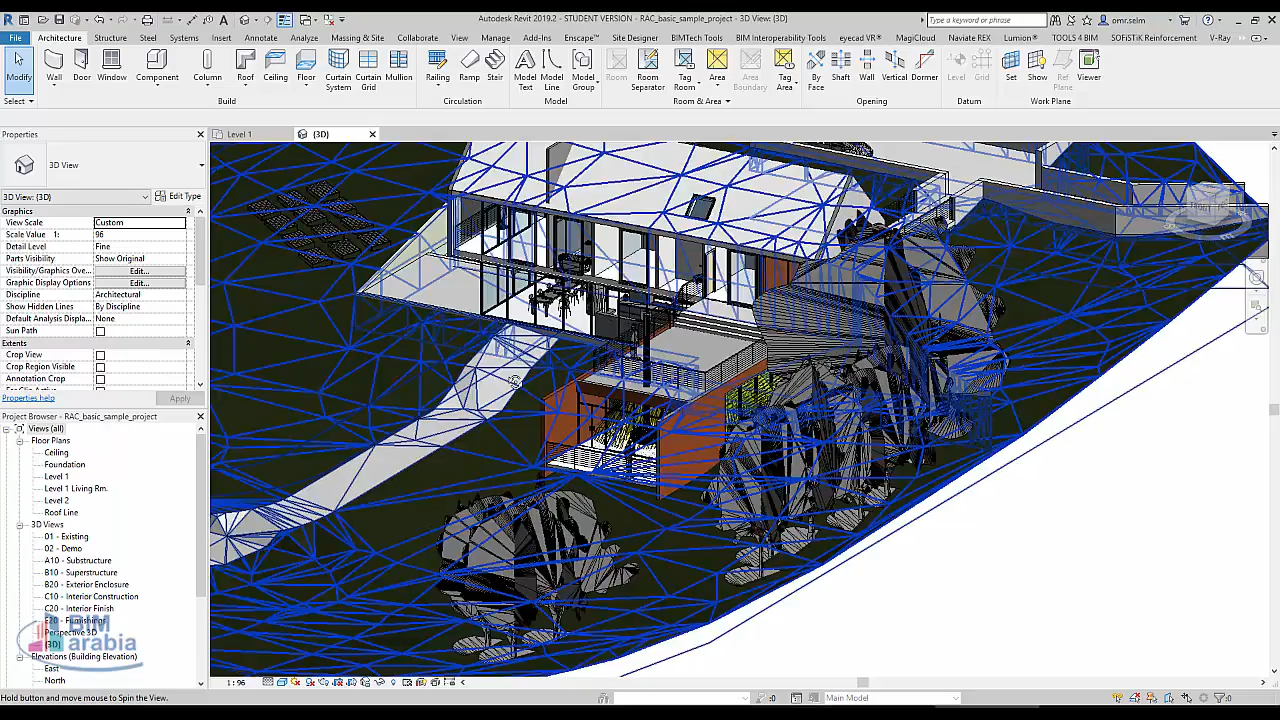 Autodesk Revit 2019.2 - STUDENT VERSION - RAC_basic_sample_project - 3D View: {3D}
Type a keyword or phrase
omr.selm
File Architecture Structure Steel Systems Insert Annotate Analyze Massing & Site Collaborate View Manage Add-Ins Enscape™ Site Designer BIMTech Tools BIM Interoperability Tools eyecad VR® MagiCloud Naviate REX Lumion® TOOLS 4 BIM SOFiSTiK Reinforcement V-Ray
Modify Wall Door Window Component Column Roof Ceiling Floor Curtain System Curtain Grid Mullion Railing Ramp Stair Model Text Model Line Model Group Room Room Separator Tag Room Area Area Boundary Tag Area By Face Shaft Wall Vertical Dormer Level Grid Set Show Ref Plane Viewer
Select Build Circulation Model Room & Area Opening Datum Work Plane
Properties
Level 1
{3D}
3D View
3D View: {3D}
Edit Type
Graphics
View Scale Custom
Scale Value 1: 96
Detail Level Fine
Parts Visibility Show Original
Visibility/Graphics Ove... Edit...
Graphic Display Options Edit...
Discipline Architectural
Show Hidden Lines By Discipline
Default Analysis Displa... None
Sun Path
Extents
Crop View
Crop Region Visible
Annotation Crop
Properties help
Apply
Project Browser - RAC_basic_sample_project
Views (all)
Floor Plans
Ceiling
Foundation
Level 1
Level 1 Living Rm.
Level 2
Roof Line
3D Views
01 - Existing
02 - Demo
A10 - Substructure
B10 - Superstructure
B20 - Exterior Enclosure
C10 - Interior Construction
C20 - Interior Finish
E20 - Furnishings
Perspective 3D
{3D}
Elevations (Building Elevation)
East
North
BIM
arabia
1 : 96
Hold button and move mouse to Spin the View.
:0
Main Model
:0